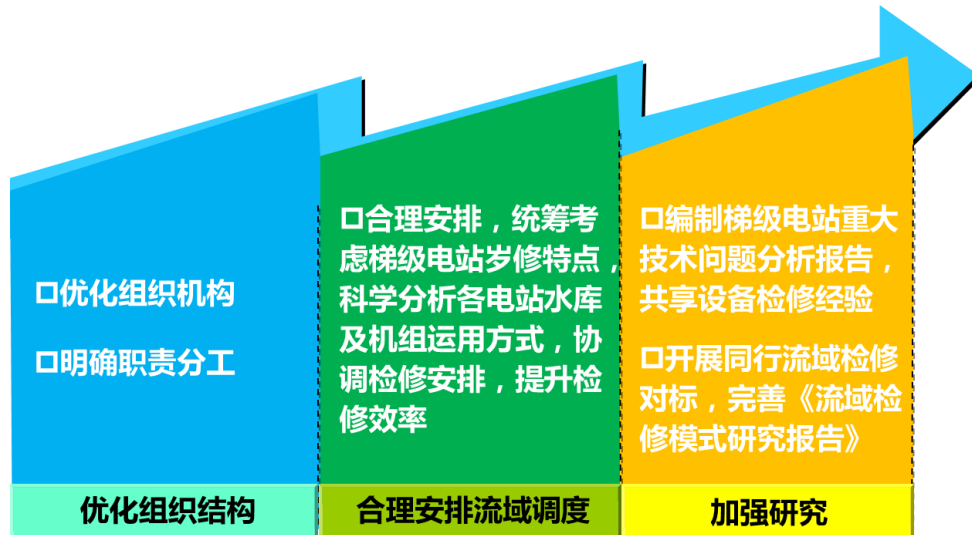 □优化组织机构
□明确职责分工
□合理安排，统筹考
虑梯级电站岁修特点，
科学分析各电站水库
及机组运用方式，协
调检修安排，提升检
修效率
□编制梯级电站重大
技术问题分析报告，
共享设备检修经验
□开展同行流域检修
对标，完善《流域检
修模式研究报告》
优化组织结构
合理安排流域调度
加强研究